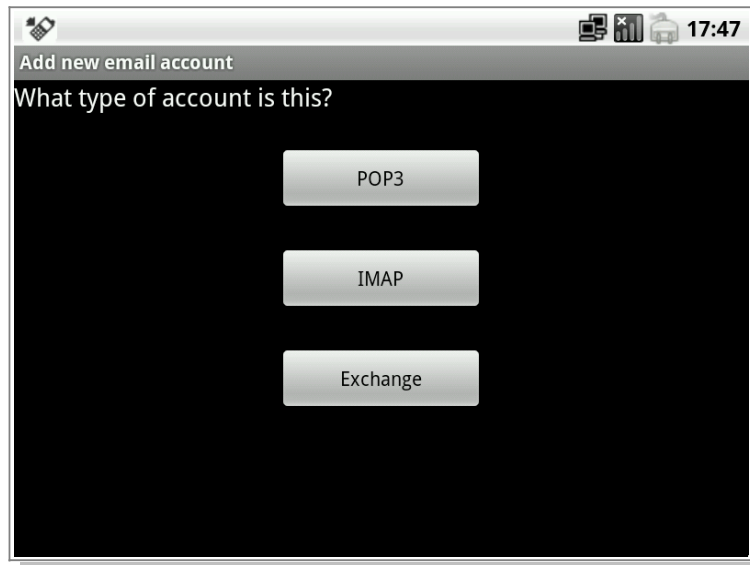 17:47
Add new email account
What type of account is this?
POP3
IMAP
Exchange